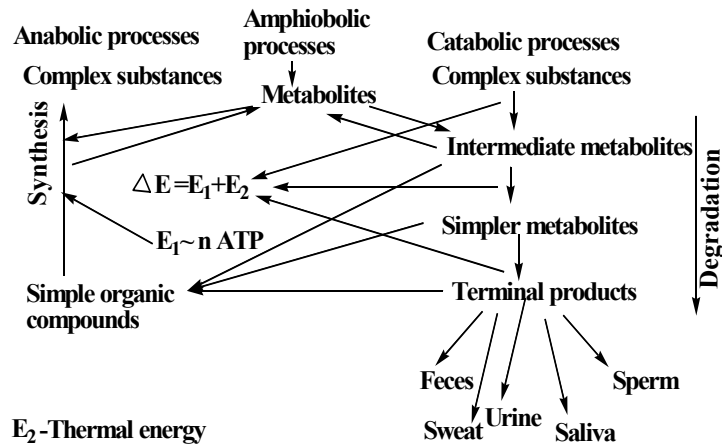 Anabolic processes
Complex substances
Amphiobolic
processes
Metabolites
Catabolic processes
Complex substances
Intermediate metabolites
Synthesis
△E=E₁+E₂
Simpler metabolites
E₁~ n ATP
Degradation
Simple organic
compounds
Terminal products
Feces
Sweat
Urine
Saliva
Sperm
E₂-Thermal energy